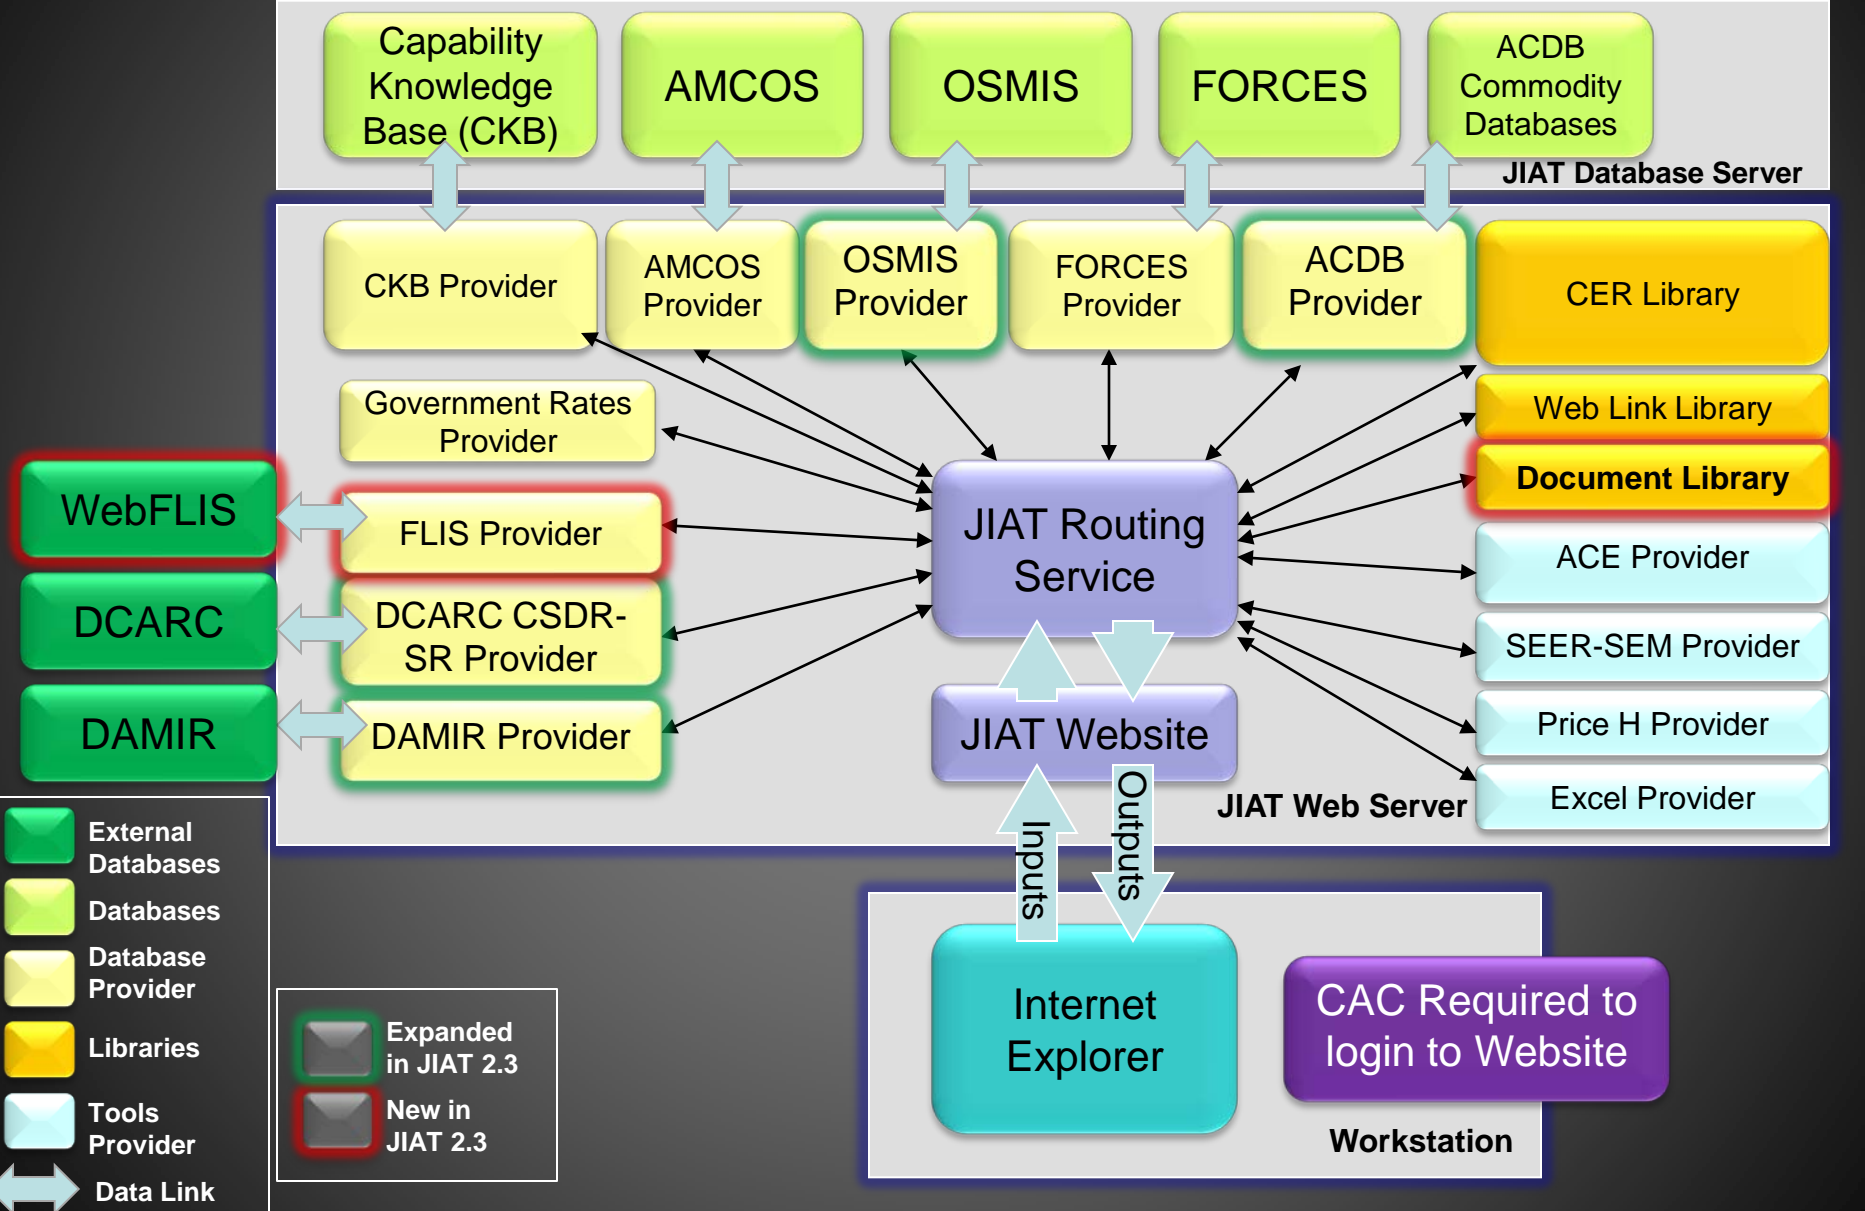 Capability
Knowledge
Base (CKB)
AMCOS
OSMIS
FORCES
ACDB
Commodity
Databases
JIAT Database Server
CKB Provider
AMCOS
Provider
OSMIS
Provider
FORCES
Provider
ACDB
Provider
CER Library
Government Rates
Provider
Web Link Library
Document Library
WebFLIS
FLIS Provider
JIAT Routing
Service
ACE Provider
DCARC
DCARC CSDR-
SR Provider
SEER-SEM Provider
DAMIR
DAMIR Provider
JIAT Website
Price H Provider
Excel Provider
JIAT Web Server
Inputs
Outputs
External
Databases
Databases
Database
Provider
Libraries
Tools
Provider
Data Link
Expanded
in JIAT 2.3
New in
JIAT 2.3
Internet
Explorer
CAC Required to
login to Website
Workstation